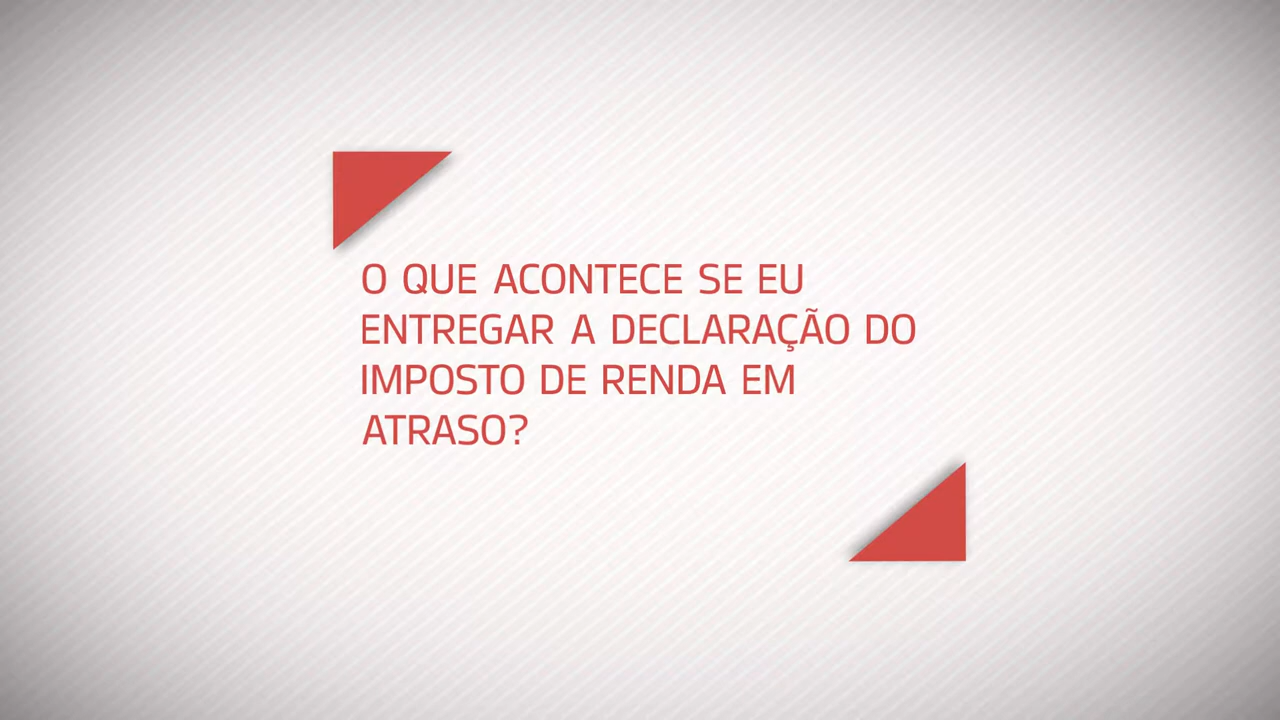 O QUE ACONTECE SE EU
ENTREGAR A DECLARAÇÃO DO
IMPOSTO DE RENDA EM
ATRASO?